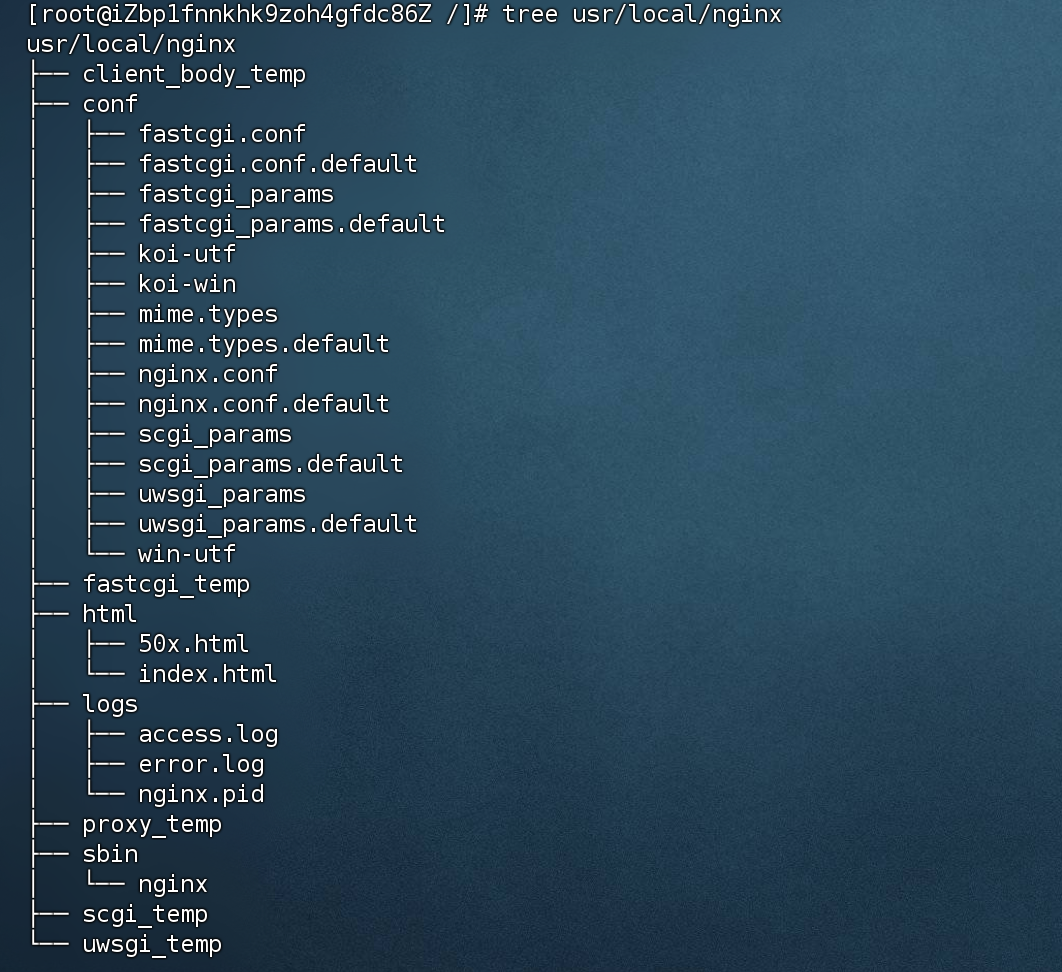 [root@iZbp1fnnkhk9zoh4gfdc86Z /]# tree usr/local/nginx
usr/local/nginx
├── client_body_temp
├── conf
│   ├── fastcgi.conf
│   ├── fastcgi.conf.default
│   ├── fastcgi_params
│   ├── fastcgi_params.default
│   ├── koi-utf
│   ├── koi-win
│   ├── mime.types
│   ├── mime.types.default
│   ├── nginx.conf
│   ├── nginx.conf.default
│   ├── scgi_params
│   ├── scgi_params.default
│   ├── uwsgi_params
│   ├── uwsgi_params.default
│   └── win-utf
├── fastcgi_temp
├── html
│   ├── 50x.html
│   └── index.html
├── logs
│   ├── access.log
│   ├── error.log
│   └── nginx.pid
├── proxy_temp
├── sbin
│   └── nginx
├── scgi_temp
└── uwsgi_temp